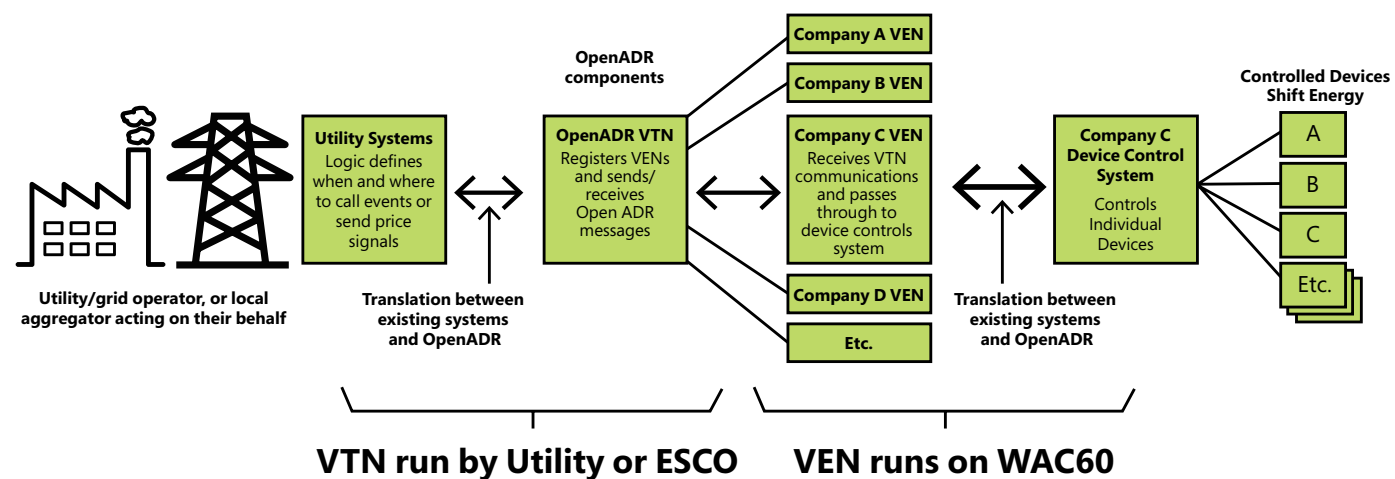 Utility/grid operator, or local
aggregator acting on their behalf
Utility Systems
Logic defines
when and where
to call events or
send price
signals
Translation between
existing systems
and OpenADR
OpenADR
components
OpenADR VTN
Registers VENs
and sends/
receives
Open ADR
messages
Company A VEN
Company B VEN
Company C VEN
Receives VTN
communications
and passes
through to
device controls
system
Company D VEN
Etc.
Translation between
existing systems
and OpenADR
Company C
Device Control
System
Controls
Individual
Devices
Controlled Devices
Shift Energy
A
B
C
Etc.
VTN run by Utility or ESCO
VEN runs on WAC60